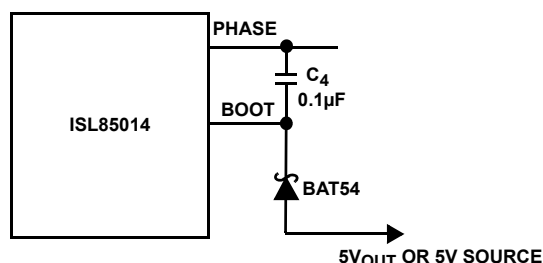 PHASE
C4
0.1µF
BOOT
ISL85014
BAT54
5VOUT OR 5V SOURCE